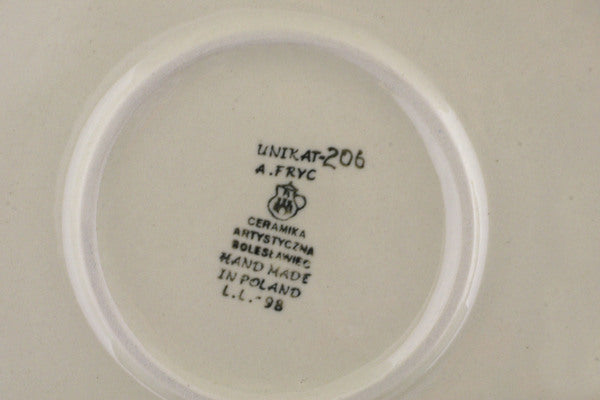 UNIKAT-206
A.FRYC
CERAMIKA
ARTYSTYCZNA
BOLESŁAWIEC
HAND MADE
IN POLAND
L.L.-98